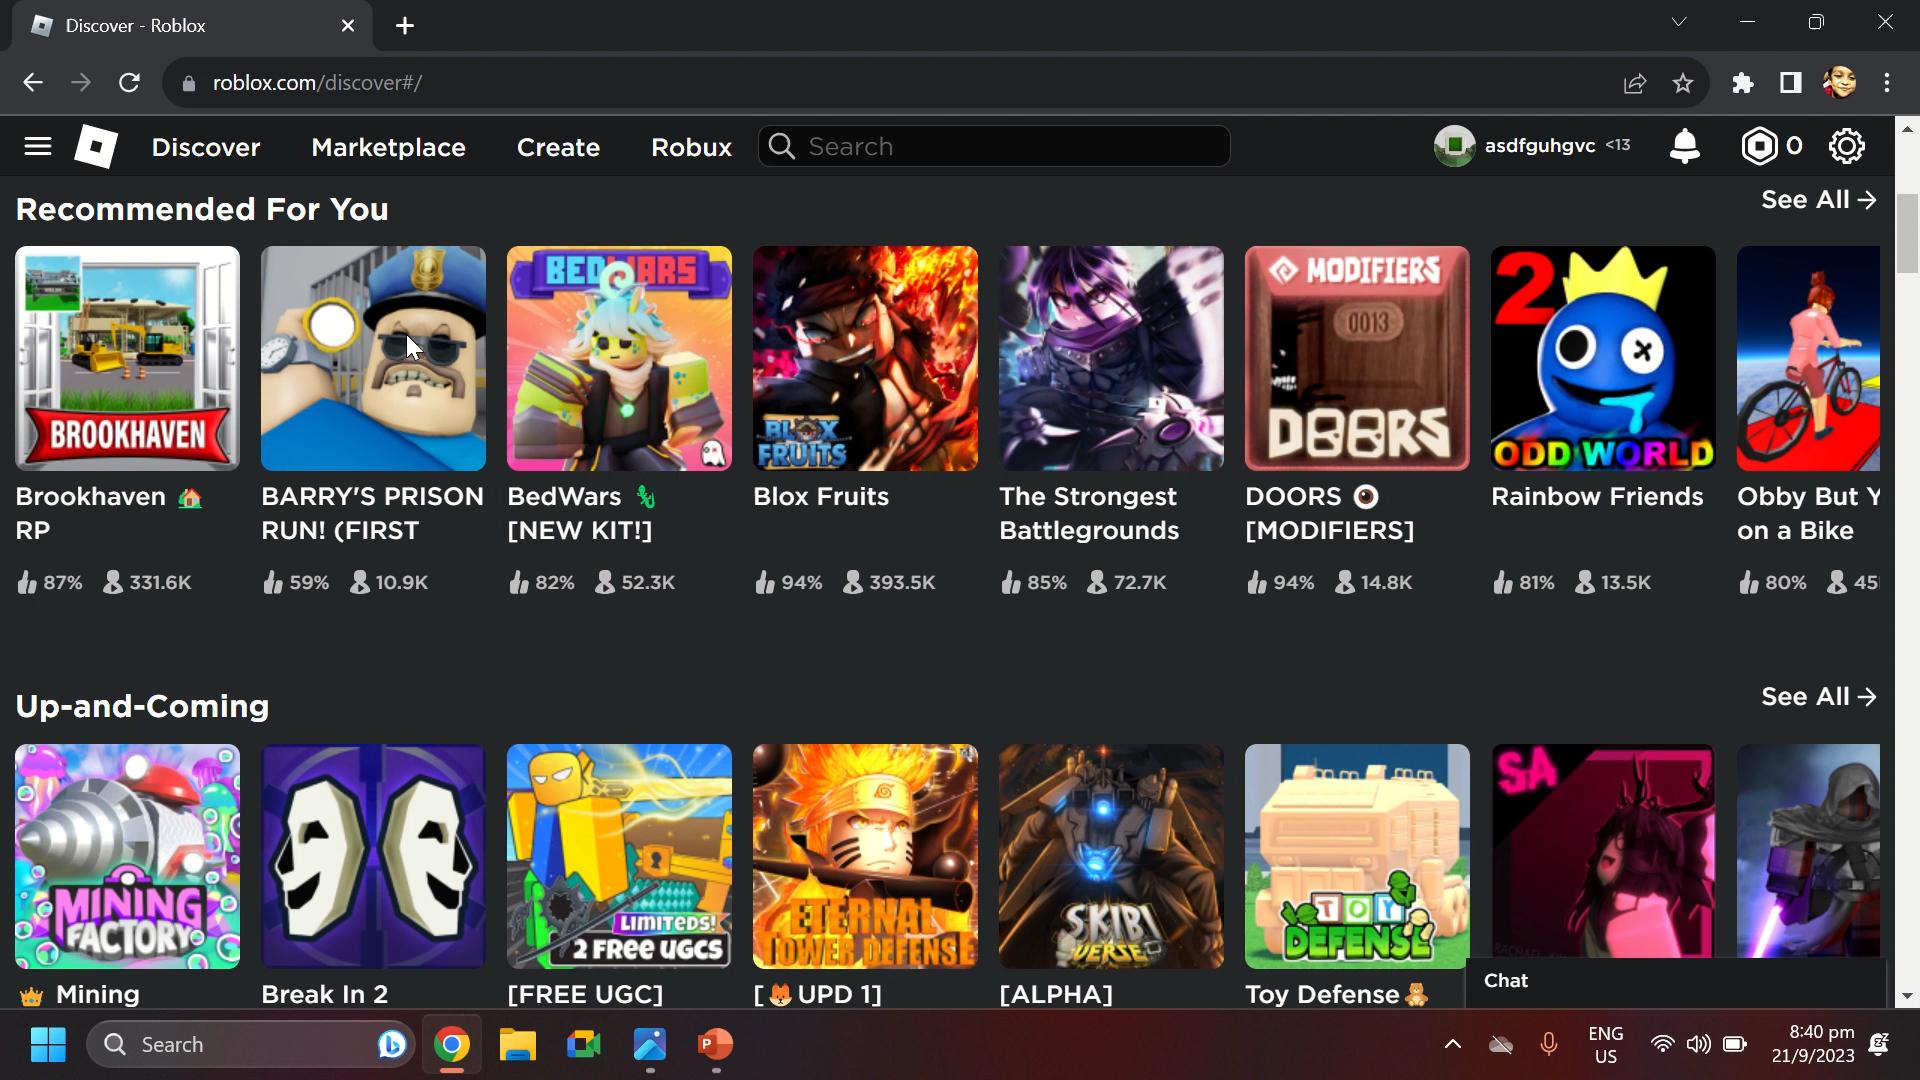 Discover - Roblox
roblox.com/discover#/
Discover Marketplace Create Robux Search asdfguhgvc <13 0
Recommended For You See All →
BEDWARS
BLOX FRUITS
MODIFIERS
0013
DOORS
2
ODD WORLD
BROOKHAVEN
Brookhaven 🏡 RP
BARRY'S PRISON RUN! (FIRST
BedWars 🦎 [NEW KIT!]
Blox Fruits
The Strongest Battlegrounds
DOORS 👁️ [MODIFIERS]
Rainbow Friends
Obby But Y
on a Bike
87% 331.6K
59% 10.9K
82% 52.3K
94% 393.5K
85% 72.7K
94% 14.8K
81% 13.5K
80% 45
Up-and-Coming See All →
MINING FACTORY
LIMITEDS!
2 FREE UGCS
ETERNAL TOWER DEFENSE
SKIBI VERSE
TOY DEFENSE
SA
👑 Mining
Break In 2
[FREE UGC]
[🦊UPD 1]
[ALPHA]
Toy Defense🧸
Chat
Search
P
ENG
US
8:40 pm
21/9/2023